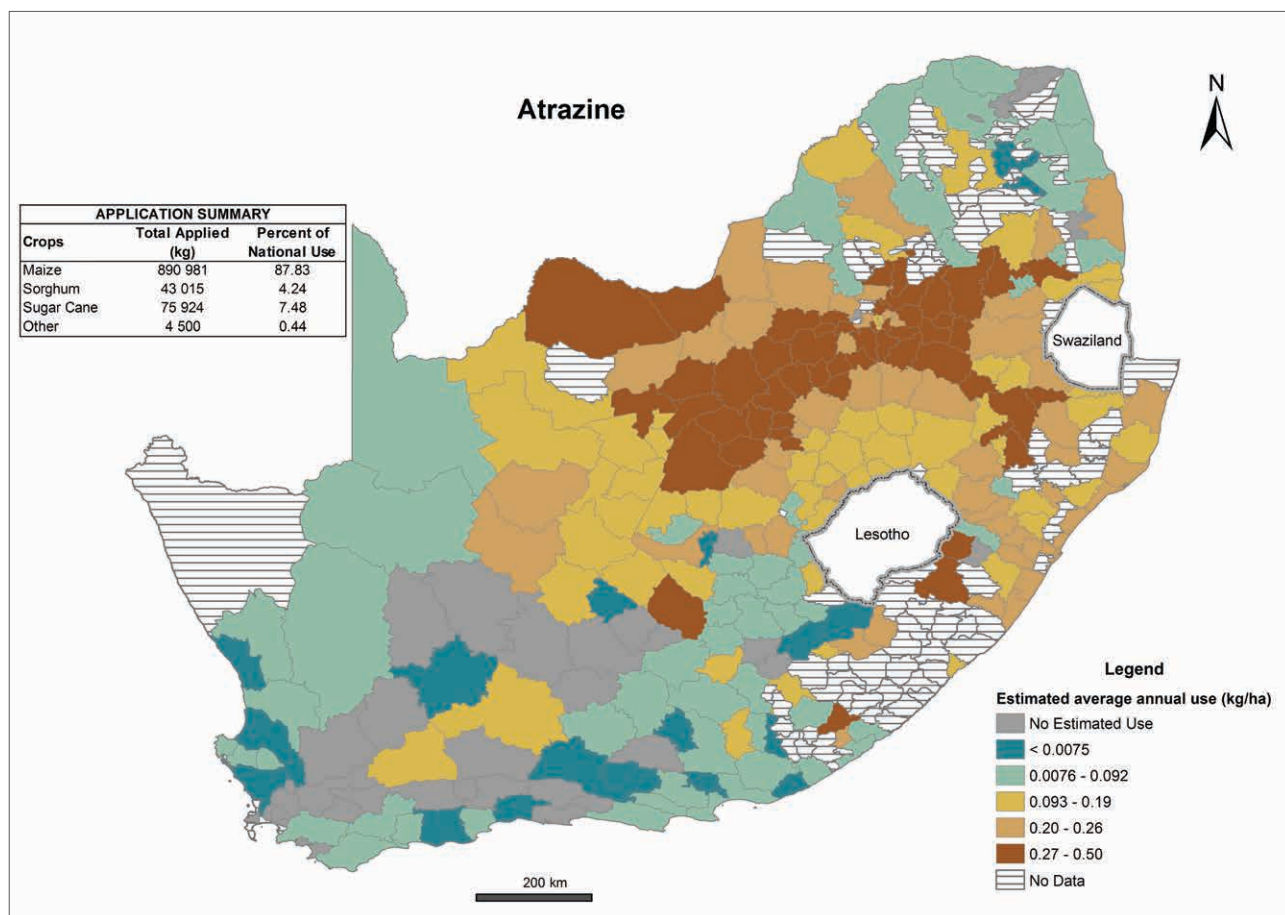 Atrazine
N
APPLICATION SUMMARY
Crops Total Applied (kg) Percent of National Use
Maize 890 981 87.83
Sorghum 43 015 4.24
Sugar Cane 75 924 7.48
Other 4 500 0.44
Swaziland
Lesotho
Legend
Estimated average annual use (kg/ha)
No Estimated Use
< 0.0075
0.0076 - 0.092
0.093 - 0.19
0.20 - 0.26
0.27 - 0.50
No Data
200 km